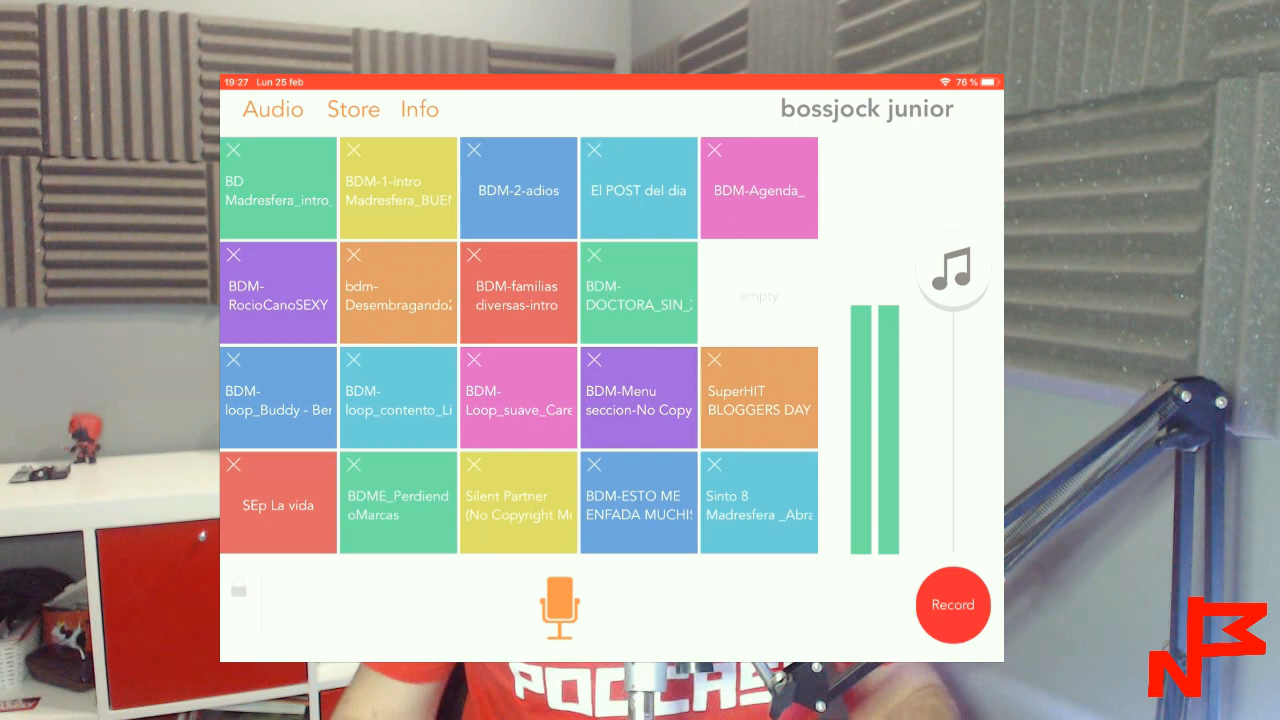 19:27 Lun 25 feb
76 %
Audio Store Info
bossjock junior
BD
Madresfera_intro_
BDM-1-intro
Madresfera_BUEN
BDM-2-adios
El POST del dia
BDM-Agenda_
BDM-
RocioCanoSEXY
bdm-
Desembragando2
BDM-familias
diversas-intro
BDM-
DOCTORA_SIN_
empty
BDM-
loop_Buddy - Ber
BDM-
loop_contento_Li
BDM-
Loop_suave_Care
BDM-Menu
seccion-No Copy
SuperHIT
BLOGGERS DAY
SEp La vida
BDME_Perdiend
oMarcas
Silent Partner
(No Copyright Mu
BDM-ESTO ME
ENFADA MUCHIS
Sinto 8
Madresfera _Abra
Record
PODCAS